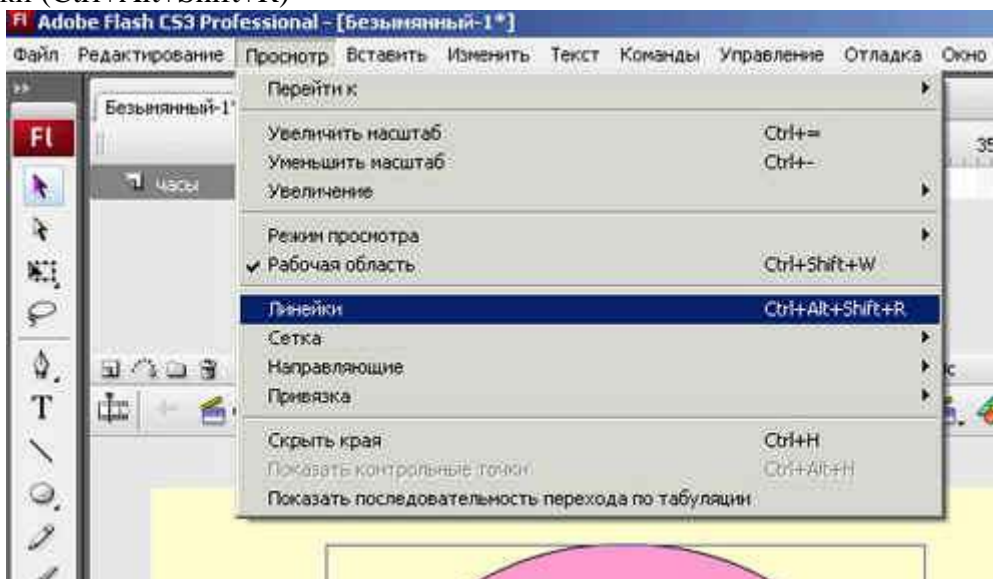 ки (Ctrl+Alt+Shift+R)
Fl Adobe Flash CS3 Professional - [Безымянный-1*]
Файл Редактирование Просмотр Вставить Изменить Текст Команды Управление Отладка Окно
Безымянный-1*
Fl
35
часы
T
Перейти к
Увеличить масштаб Ctrl+=
Уменьшить масштаб Ctrl+-
Увеличение
Режим просмотра
Рабочая область Ctrl+Shift+W
Линейки Ctrl+Alt+Shift+R
Сетка
Направляющие
Привязка
Скрыть края Ctrl+H
Показать контрольные точки Ctrl+Alt+H
Показать последовательность перехода по табуляции